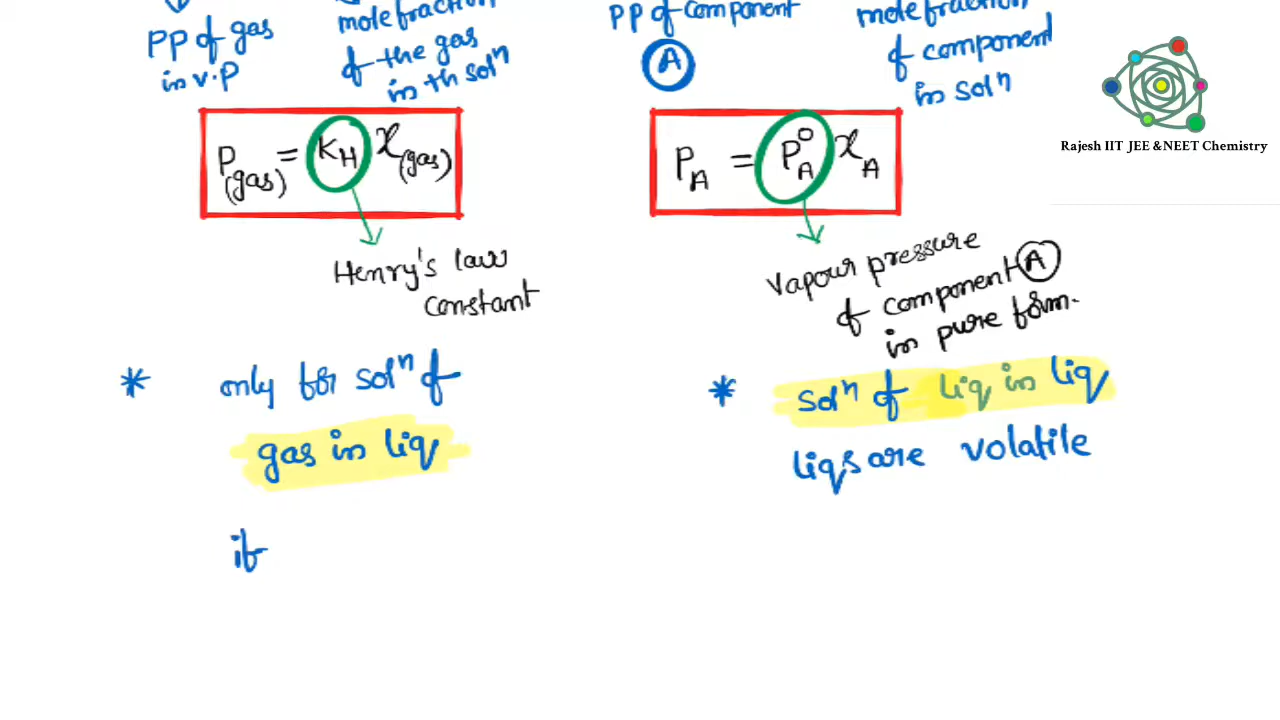 PP of gas
in v.P
mole fraction
of the gas
in th solⁿ
P(gas) = KH x(gas)
Henry's law
constant
* only for solⁿ of
gas in liq
if
PP of component
A
mole fraction
of component
in solⁿ
PA = P⁰A xA
Vapour pressure
of component A
in pure form.
* solⁿ of liq in liq
liqs are volatile
Rajesh IIT JEE &NEET Chemistry